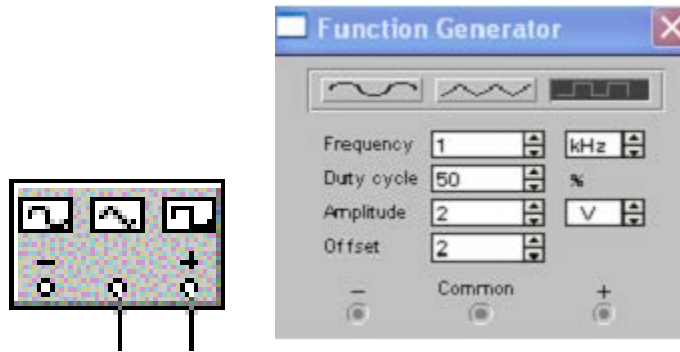 Function Generator
Frequency 1 kHz
Duty cycle 50 %
Amplitude 2 V
Offset 2
− Common +
− +